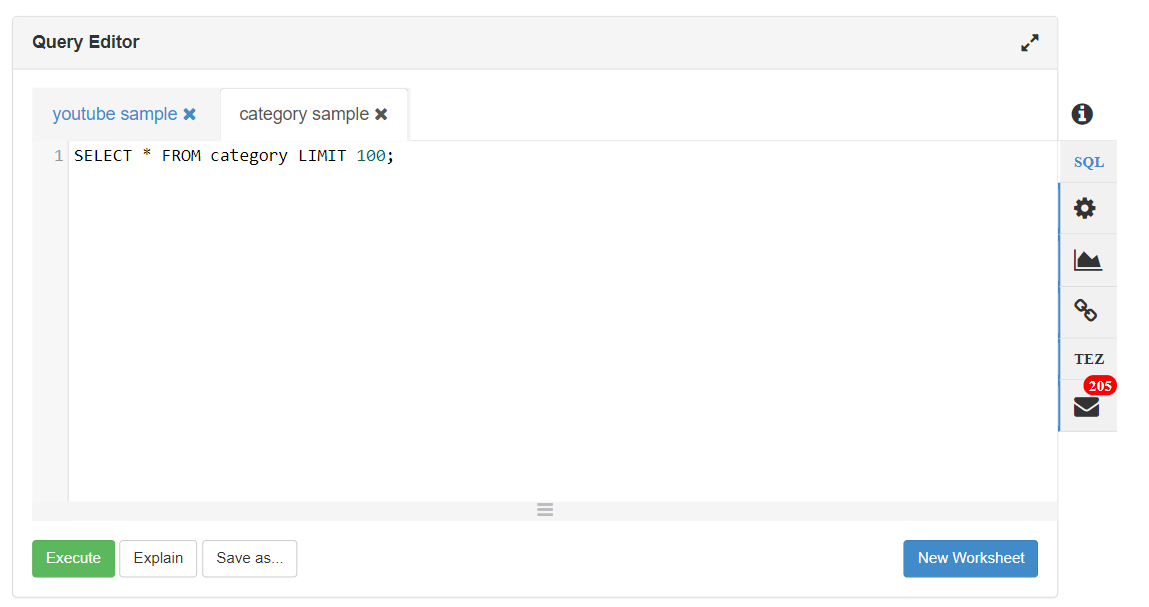 Query Editor
youtube sample
category sample
SQL
1 SELECT * FROM category LIMIT 100;
TEZ
205
Execute
Explain
Save as...
New Worksheet